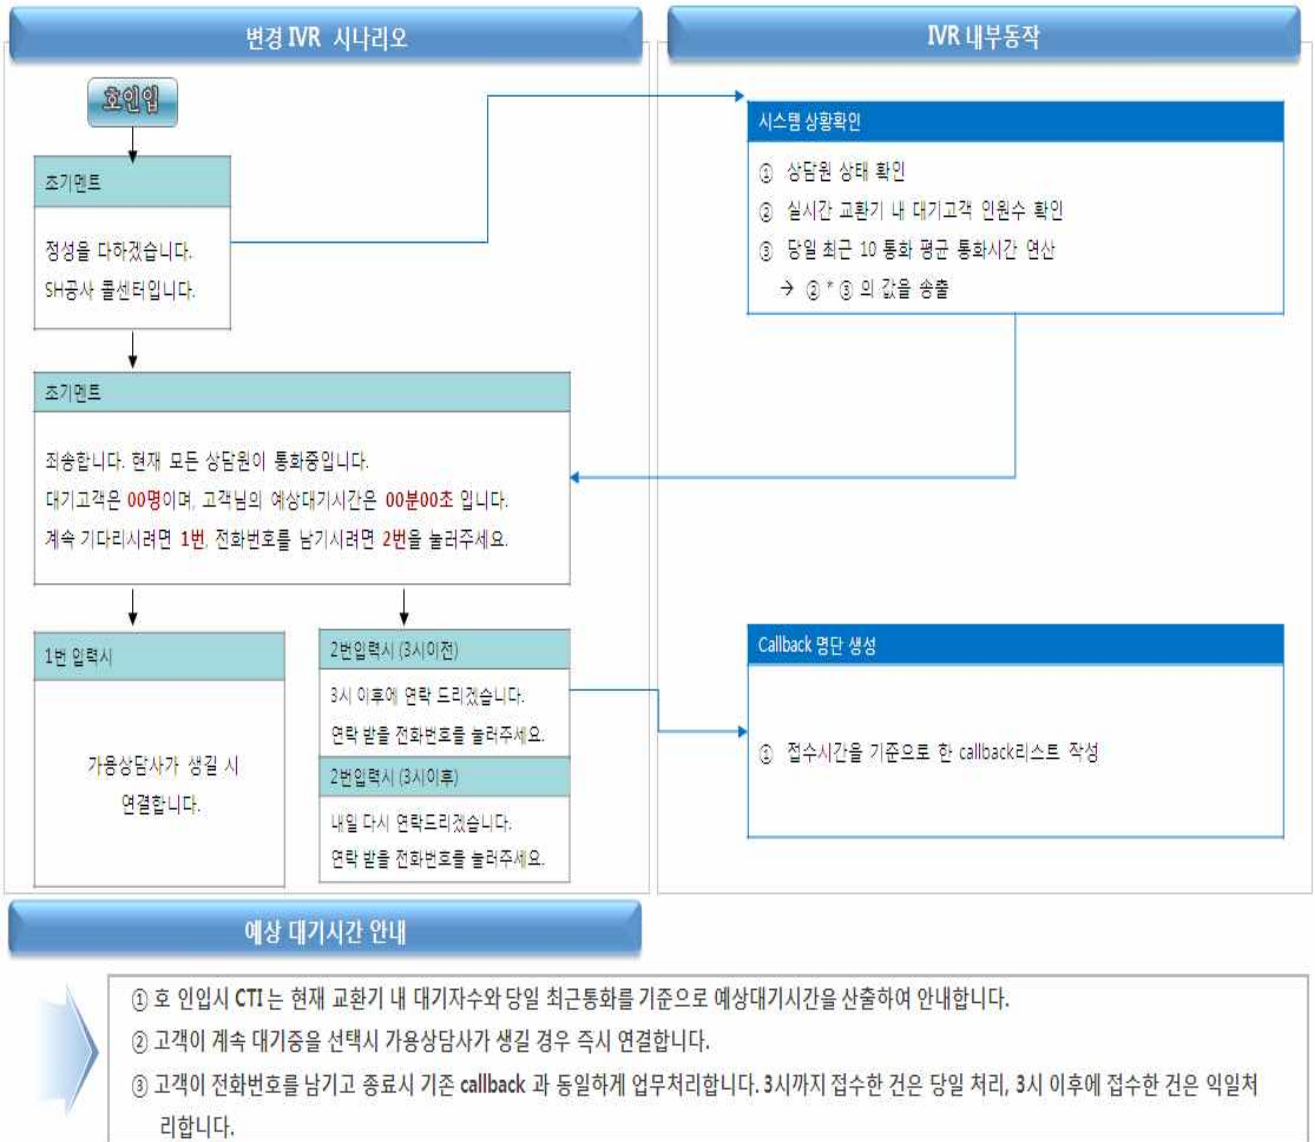 변경 IVR 시나리오
호인입
초기멘트
정성을 다하겠습니다.
SH공사 콜센터입니다.
초기멘트
죄송합니다. 현재 모든 상담원이 통화중입니다.
대기고객은 00명이며, 고객님의 예상대기시간은 00분00초 입니다.
계속 기다리시려면 1번, 전화번호를 남기시려면 2번을 눌러주세요.
1번 입력시
가용상담사가 생길 시
연결합니다.
2번입력시 (3시이전)
3시 이후에 연락 드리겠습니다.
연락 받을 전화번호를 눌러주세요.
2번입력시 (3시이후)
내일 다시 연락드리겠습니다.
연락 받을 전화번호를 눌러주세요.
IVR 내부동작
시스템 상황확인
① 상담원 상태 확인
② 실시간 교환기 내 대기고객 인원수 확인
③ 당일 최근 10 통화 평균 통화시간 연산
→ ② * ③ 의 값을 송출
Callback 명단 생성
① 접수시간을 기준으로 한 callback리스트 작성
예상 대기시간 안내
① 호 인입시 CTI 는 현재 교환기 내 대기자수와 당일 최근통화를 기준으로 예상대기시간을 산출하여 안내합니다.
② 고객이 계속 대기중을 선택시 가용상담사가 생길 경우 즉시 연결합니다.
③ 고객이 전화번호를 남기고 종료시 기존 callback 과 동일하게 업무처리합니다. 3시까지 접수한 건은 당일 처리, 3시 이후에 접수한 건은 익일처
리합니다.